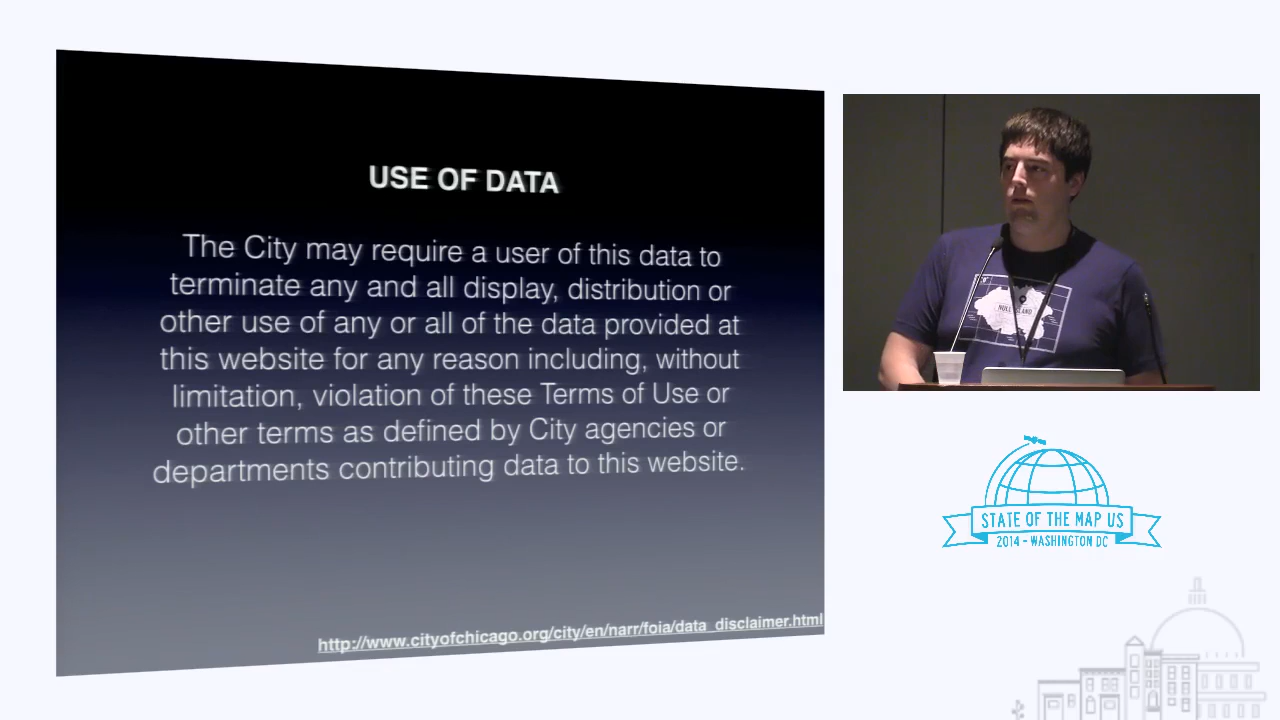 USE OF DATA
The City may require a user of this data to
terminate any and all display, distribution or
other use of any or all of the data provided at
this website for any reason including, without
limitation, violation of these Terms of Use or
other terms as defined by City agencies or
departments contributing data to this website.
http://www.cityofchicago.org/city/en/narr/foia/data_disclaimer.html
NULL ISLAND
STATE OF THE MAP US
2014 - WASHINGTON DC